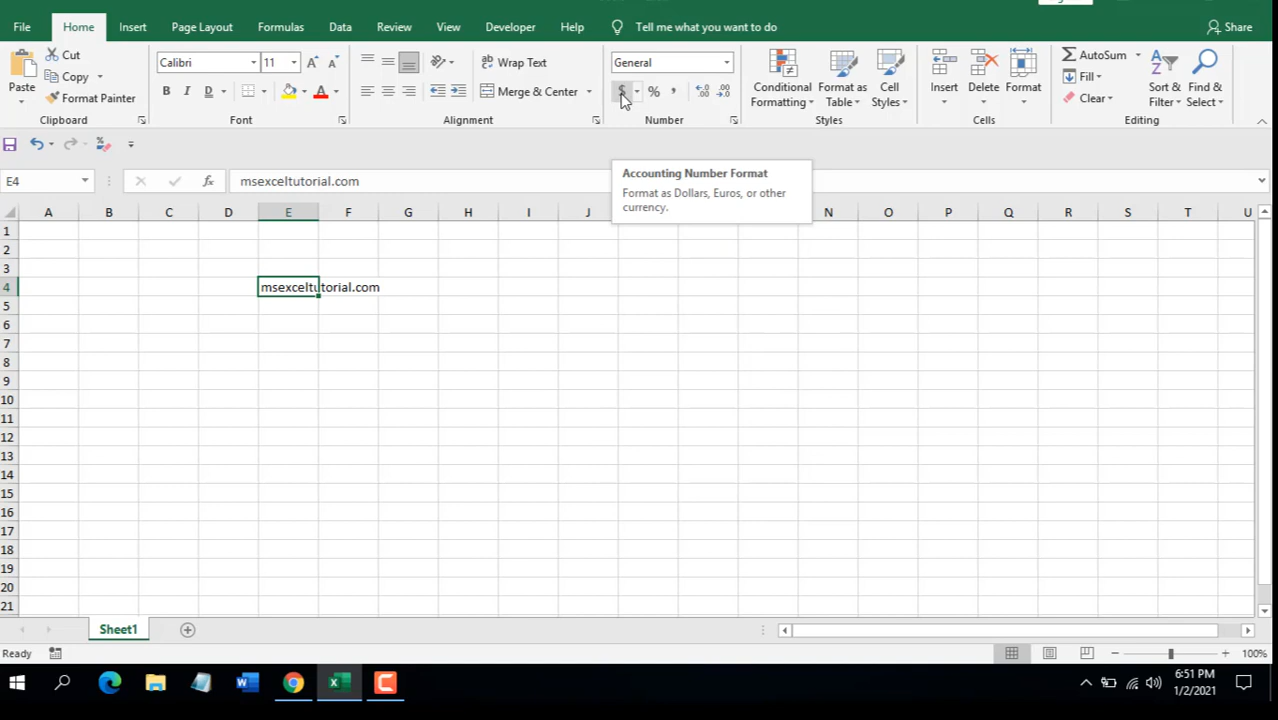 File Home Insert Page Layout Formulas Data Review View Developer Help Tell me what you want to do Share
Paste
Cut
Copy
Format Painter
Clipboard
Calibri 11 A A
B I D A
Font
ab Wrap Text
Merge & Center
Alignment
General
$ % , .00 .00
Number
Conditional
Formatting
Format as
Table
Cell
Styles
Styles
Insert
Delete
Format
Cells
AutoSum
Fill
Clear
Sort &
Filter
Find &
Select
Editing
E4 fx msexceltutorial.com
Accounting Number Format
Format as Dollars, Euros, or other
currency.
A B C D E F G H I J N O P Q R S T U
1
2
3
4 msexceltutorial.com
5
6
7
8
9
10
11
12
13
14
15
16
17
18
19
20
21
Sheet1
Ready 100%
6:51 PM
1/2/2021